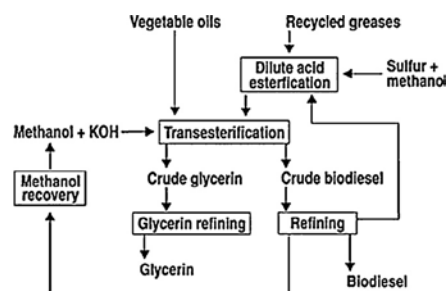 Vegetable oils
Recycled greases
Dilute acid
esterfication
Sulfur +
methanol
Methanol + KOH
Transesterification
Methanol
recovery
Crude glycerin
Crude biodiesel
Glycerin refining
Refining
Glycerin
Biodiesel